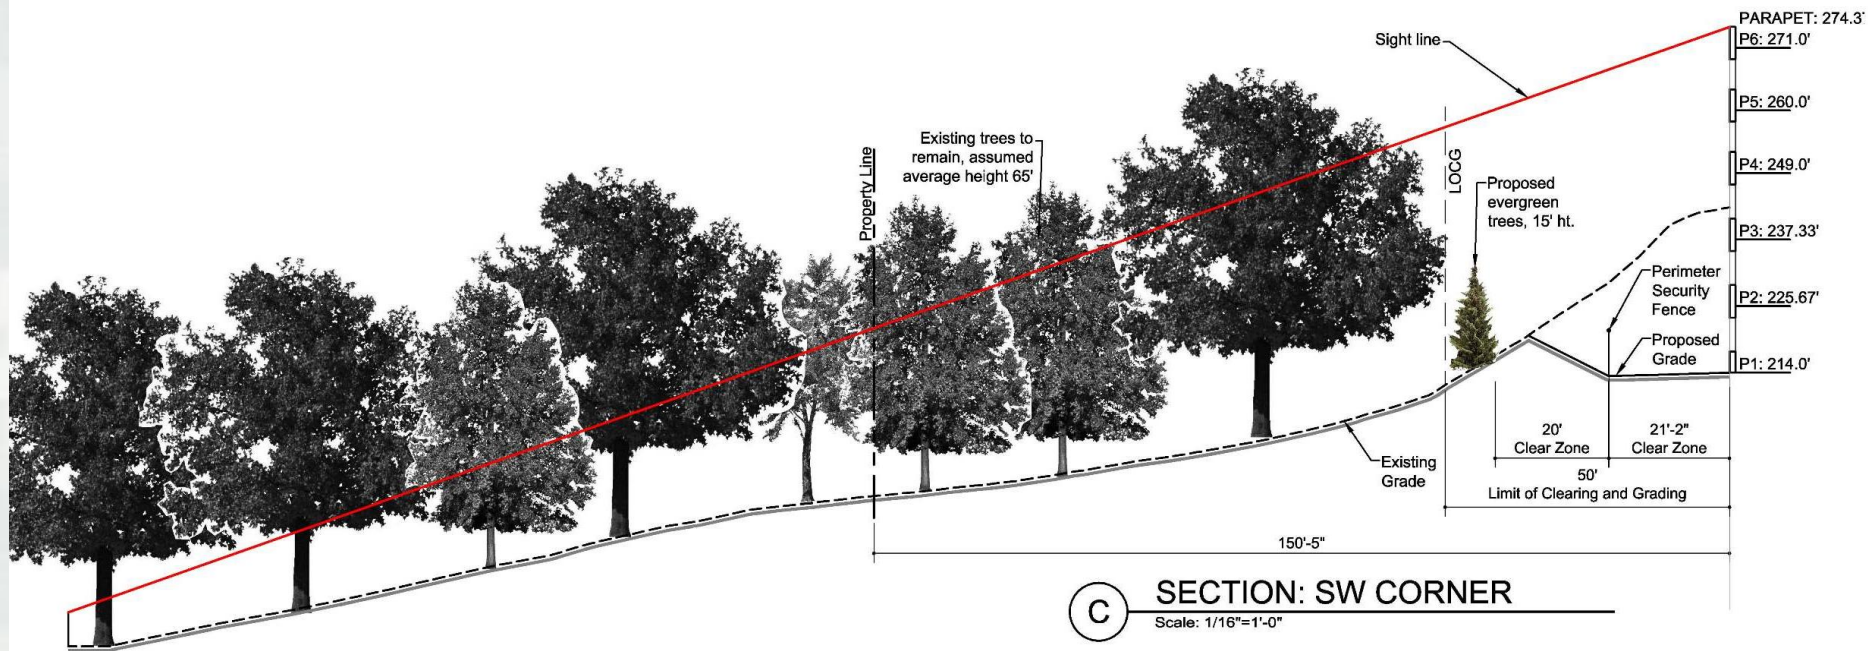 PARAPET: 274.3'
P6: 271.0'
Sight line
P5: 260.0'
Existing trees to
remain, assumed
average height 65'
Property Line
LOCG
P4: 249.0'
Proposed
evergreen
trees, 15' ht.
P3: 237.33'
Perimeter
Security
Fence
P2: 225.67'
Proposed
Grade
P1: 214.0'
20'
Clear Zone
21'-2"
Clear Zone
Existing
Grade
50'
Limit of Clearing and Grading
150'-5"
C
SECTION: SW CORNER
Scale: 1/16"=1'-0"